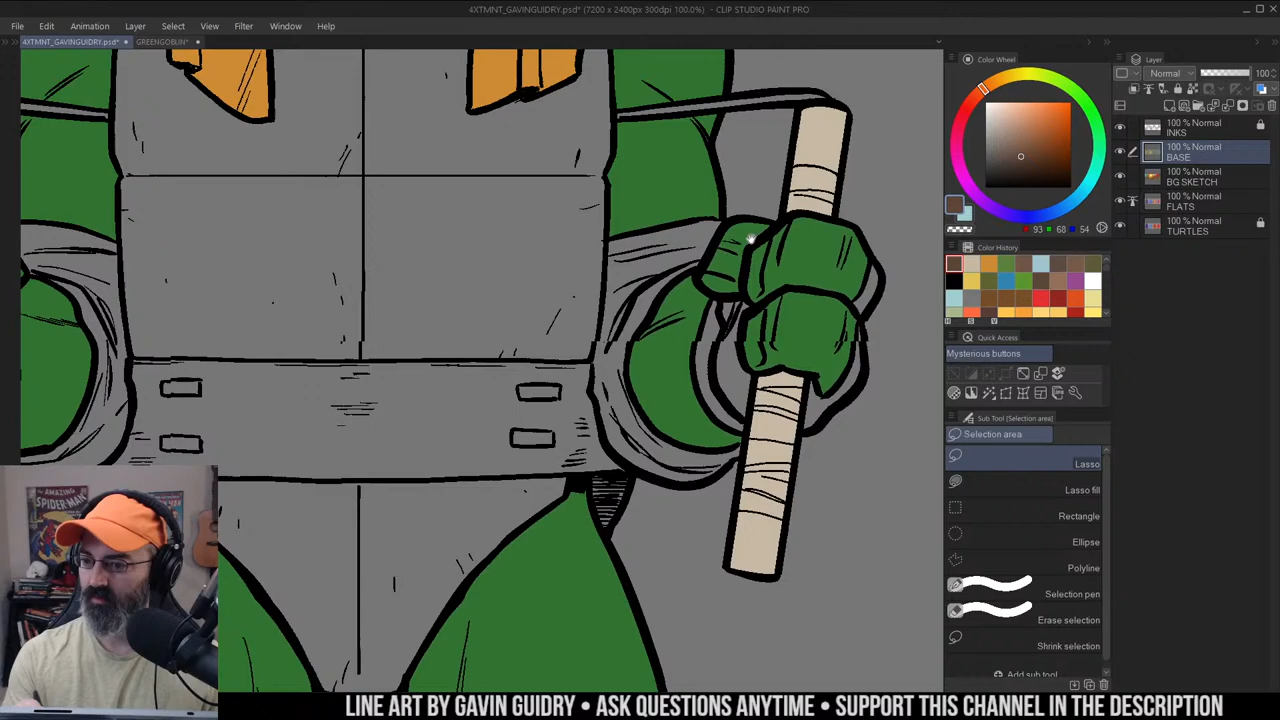 4XTMNT_GAVINGUIDRY.psd* (7200 x 2400px 300dpi 100.0%) - CLIP STUDIO PAINT PRO
File Edit Animation Layer Select View Filter Window Help
4XTMNT_GAVINGUIDRY.psd* GREENGOBLIN*
Color Wheel
93 68 54
Color History
H S V
Quick Access
Mysterious buttons
Sub Tool [Selection area]
Selection area
Lasso
Lasso fill
Rectangle
Ellipse
Polyline
Selection pen
Erase selection
Shrink selection
Add sub tool
Layer
Normal 100
100 % Normal
INKS
100 % Normal
BASE
100 % Normal
BG SKETCH
100 % Normal
FLATS
100 % Normal
TURTLES
AMAZING
SPIDER-MAN
LINE ART BY GAVIN GUIDRY • ASK QUESTIONS ANYTIME • SUPPORT THIS CHANNEL IN THE DESCRIPTION